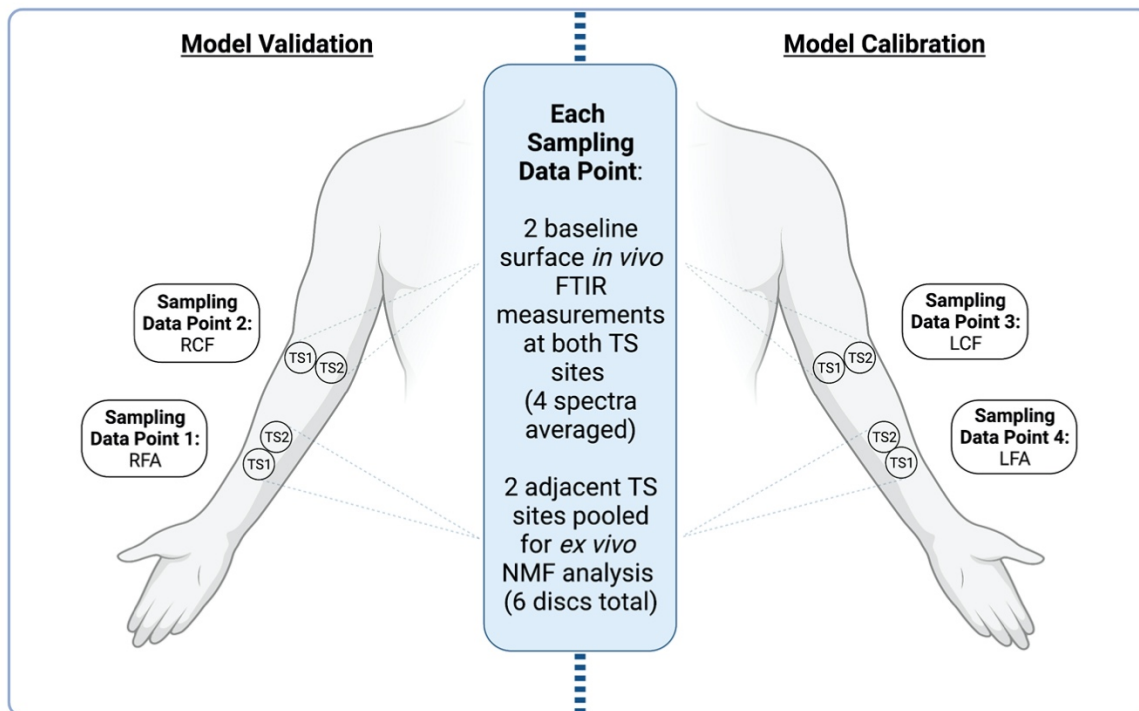 Model Validation
Model Calibration
Each
Sampling
Data Point:
2 baseline
surface in vivo
FTIR
measurements
at both TS
sites
(4 spectra
averaged)
2 adjacent TS
sites pooled
for ex vivo
NMF analysis
(6 discs total)
Sampling
Data Point 2:
RCF
TS1
TS2
Sampling
Data Point 1:
RFA
TS2
TS1
Sampling
Data Point 3:
LCF
TS1
TS2
Sampling
Data Point 4:
LFA
TS2
TS1